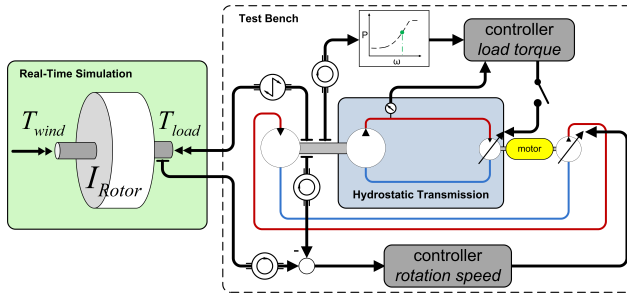 Test Bench
controller
load torque
P
ω
Real-Time Simulation
T_wind
T_load
I_Rotor
motor
Hydrostatic Transmission
-
controller
rotation speed